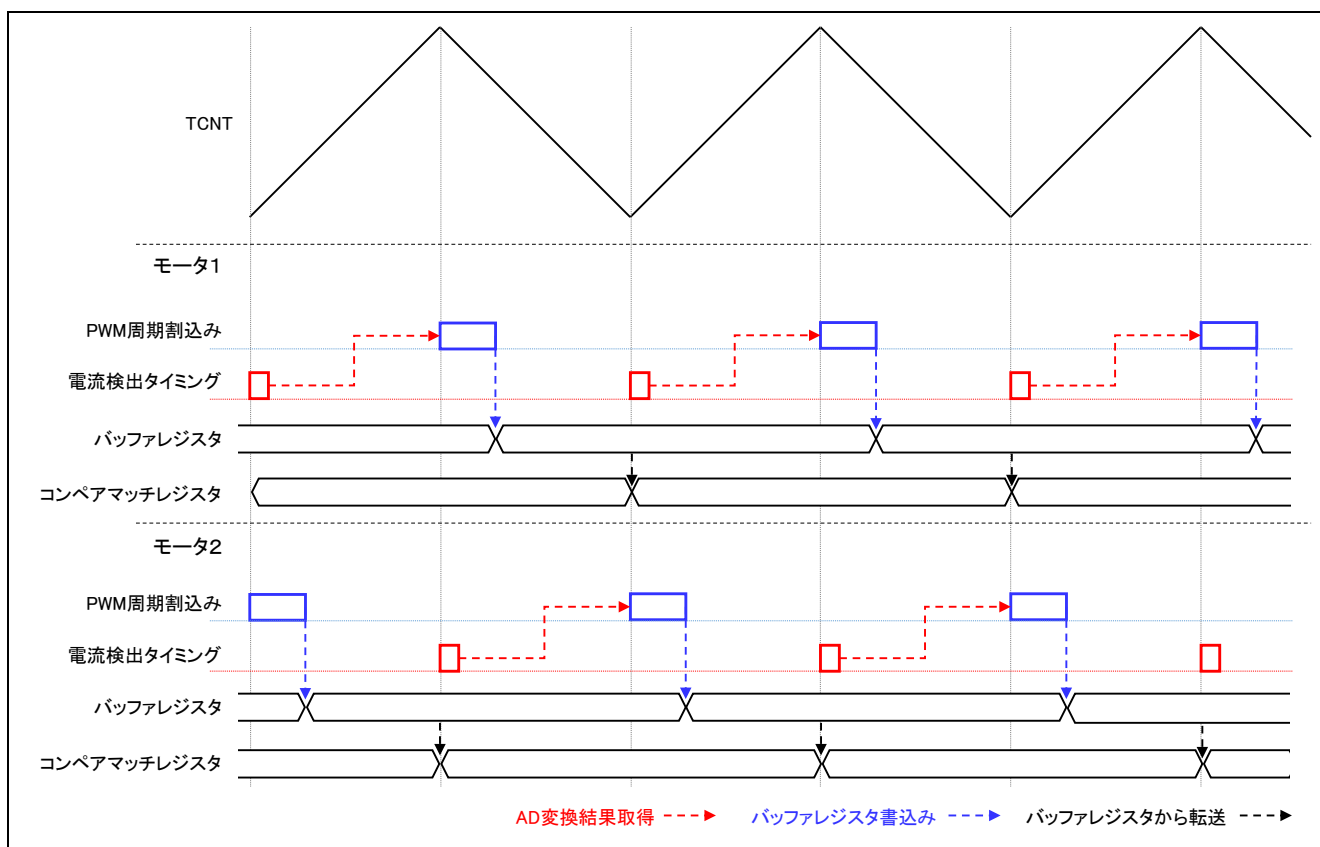 TCNT
モータ1
PWM周期割込み
電流検出タイミング
バッファレジスタ
コンペアマッチレジスタ
モータ2
PWM周期割込み
電流検出タイミング
バッファレジスタ
コンペアマッチレジスタ
AD変換結果取得 バッファレジスタ書込み バッファレジスタから転送